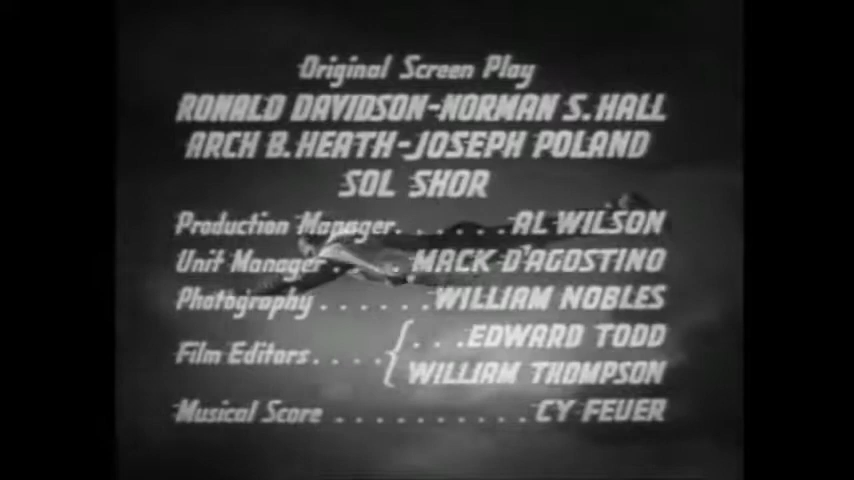 Original Screen Play
RONALD DAVIDSON-NORMAN S. HALL
ARCH B. HEATH-JOSEPH POLAND
SOL SHOR
Production Manager. . . . . . .AL WILSON
Unit Manager. . . .MACK D'AGOSTINO
Photography . . . . . .WILLIAM NOBLES
Film Editors. . . . { . . .EDWARD TODD
WILLIAM THOMPSON
Musical Score . . . . . . . . . . .CY FEUER